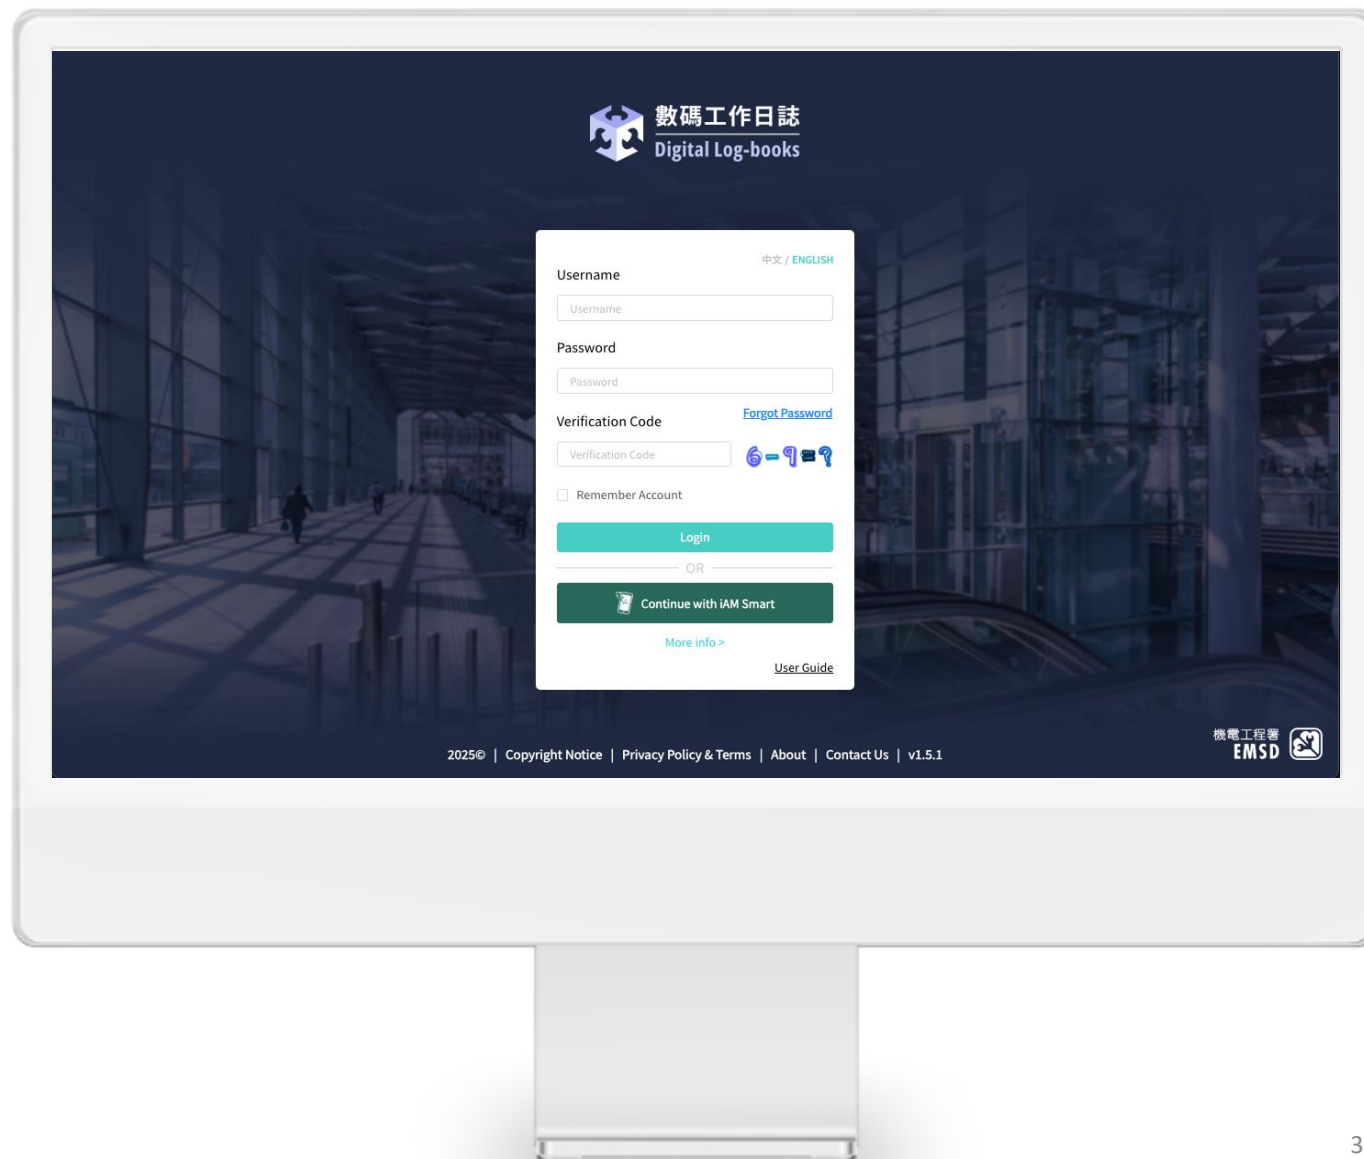 數碼工作日誌
Digital Log-books
中文 / ENGLISH
Username
Username
Password
Password
Forgot Password
Verification Code
Verification Code
6-9=?
Remember Account
Login
OR
Continue with iAM Smart
More info >
User Guide
機電工程署
EMSD
2025© | Copyright Notice | Privacy Policy & Terms | About | Contact Us | v1.5.1
3